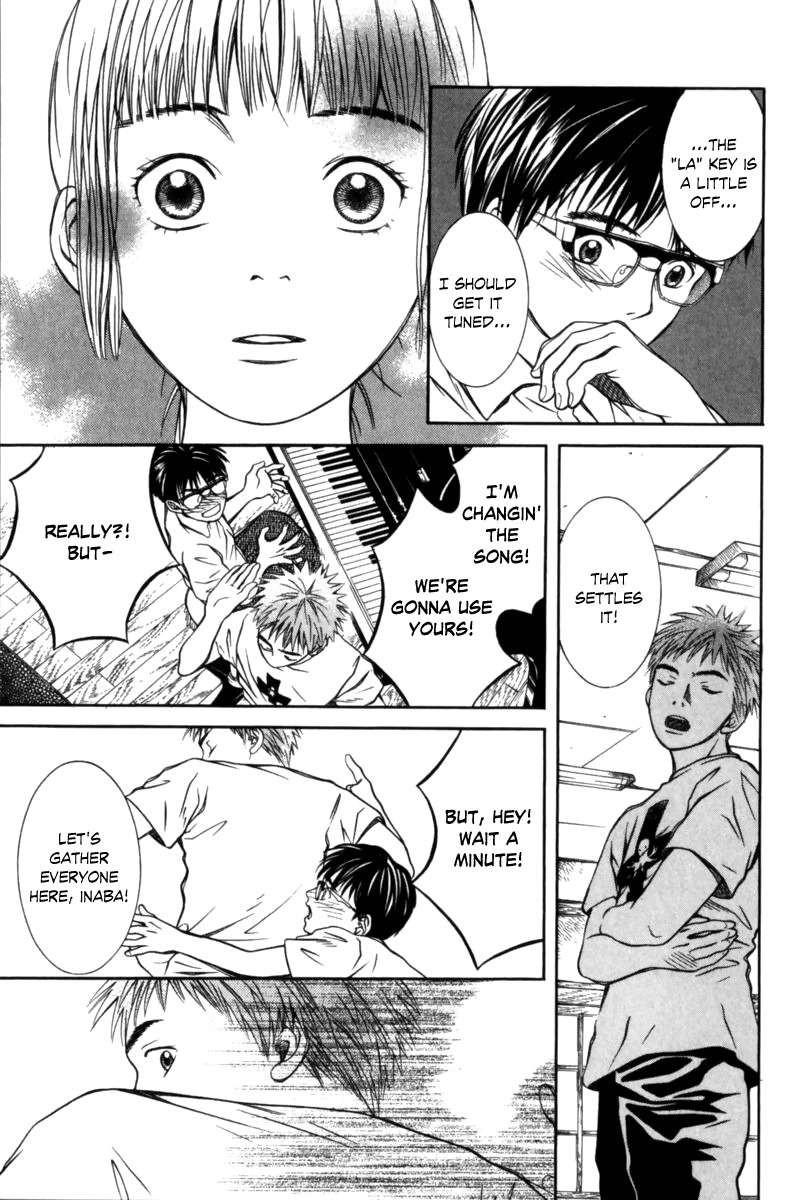 ...THE
"LA" KEY IS
A LITTLE
OFF...
I SHOULD
GET IT
TUNED...
THAT
SETTLES
IT!
I'M
CHANGIN'
THE
SONG!
WE'RE
GONNA USE
YOURS!
REALLY?!
BUT-
BUT, HEY!
WAIT A
MINUTE!
LET'S
GATHER
EVERYONE
HERE, INABA!